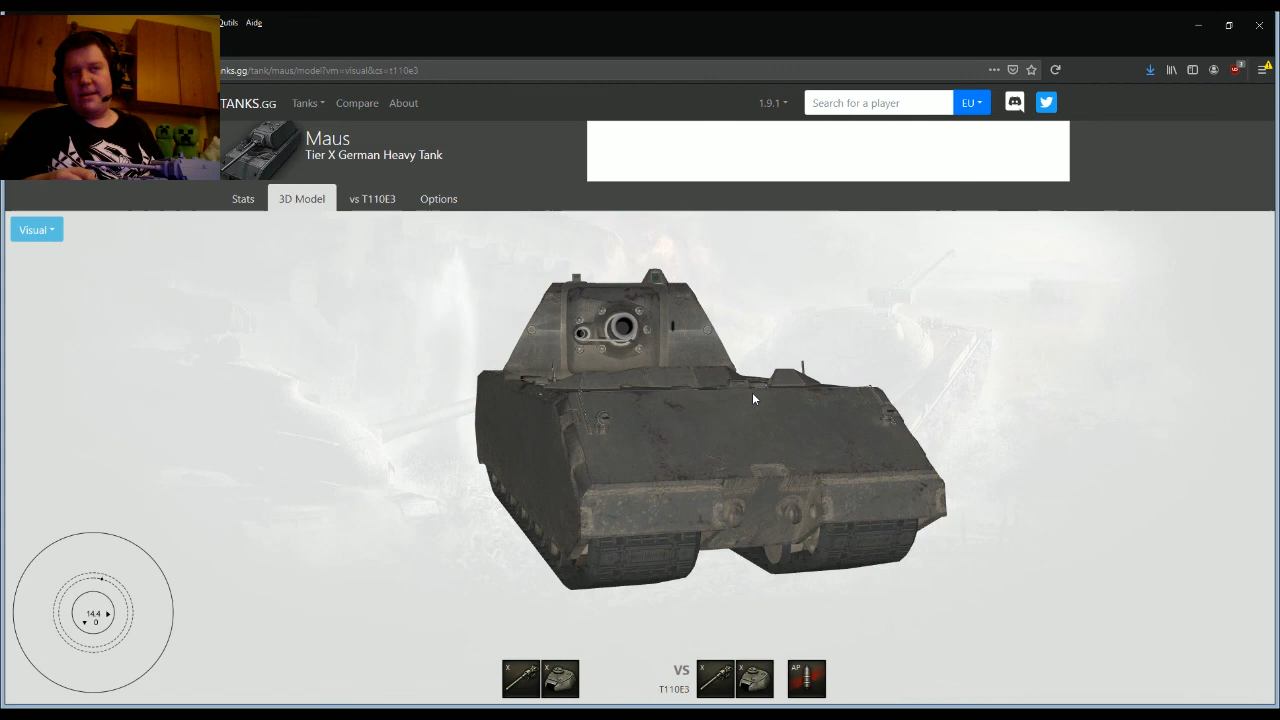 Outils Aide
nks.gg/tank/maus/model?vm=visual&cs=t110e3
TANKS.GG Tanks Compare About 1.9.1 Search for a player EU
Maus
Tier X German Heavy Tank
Stats 3D Model vs T110E3 Options
Visual
14.4
0
X X VS X X AP
T110E3